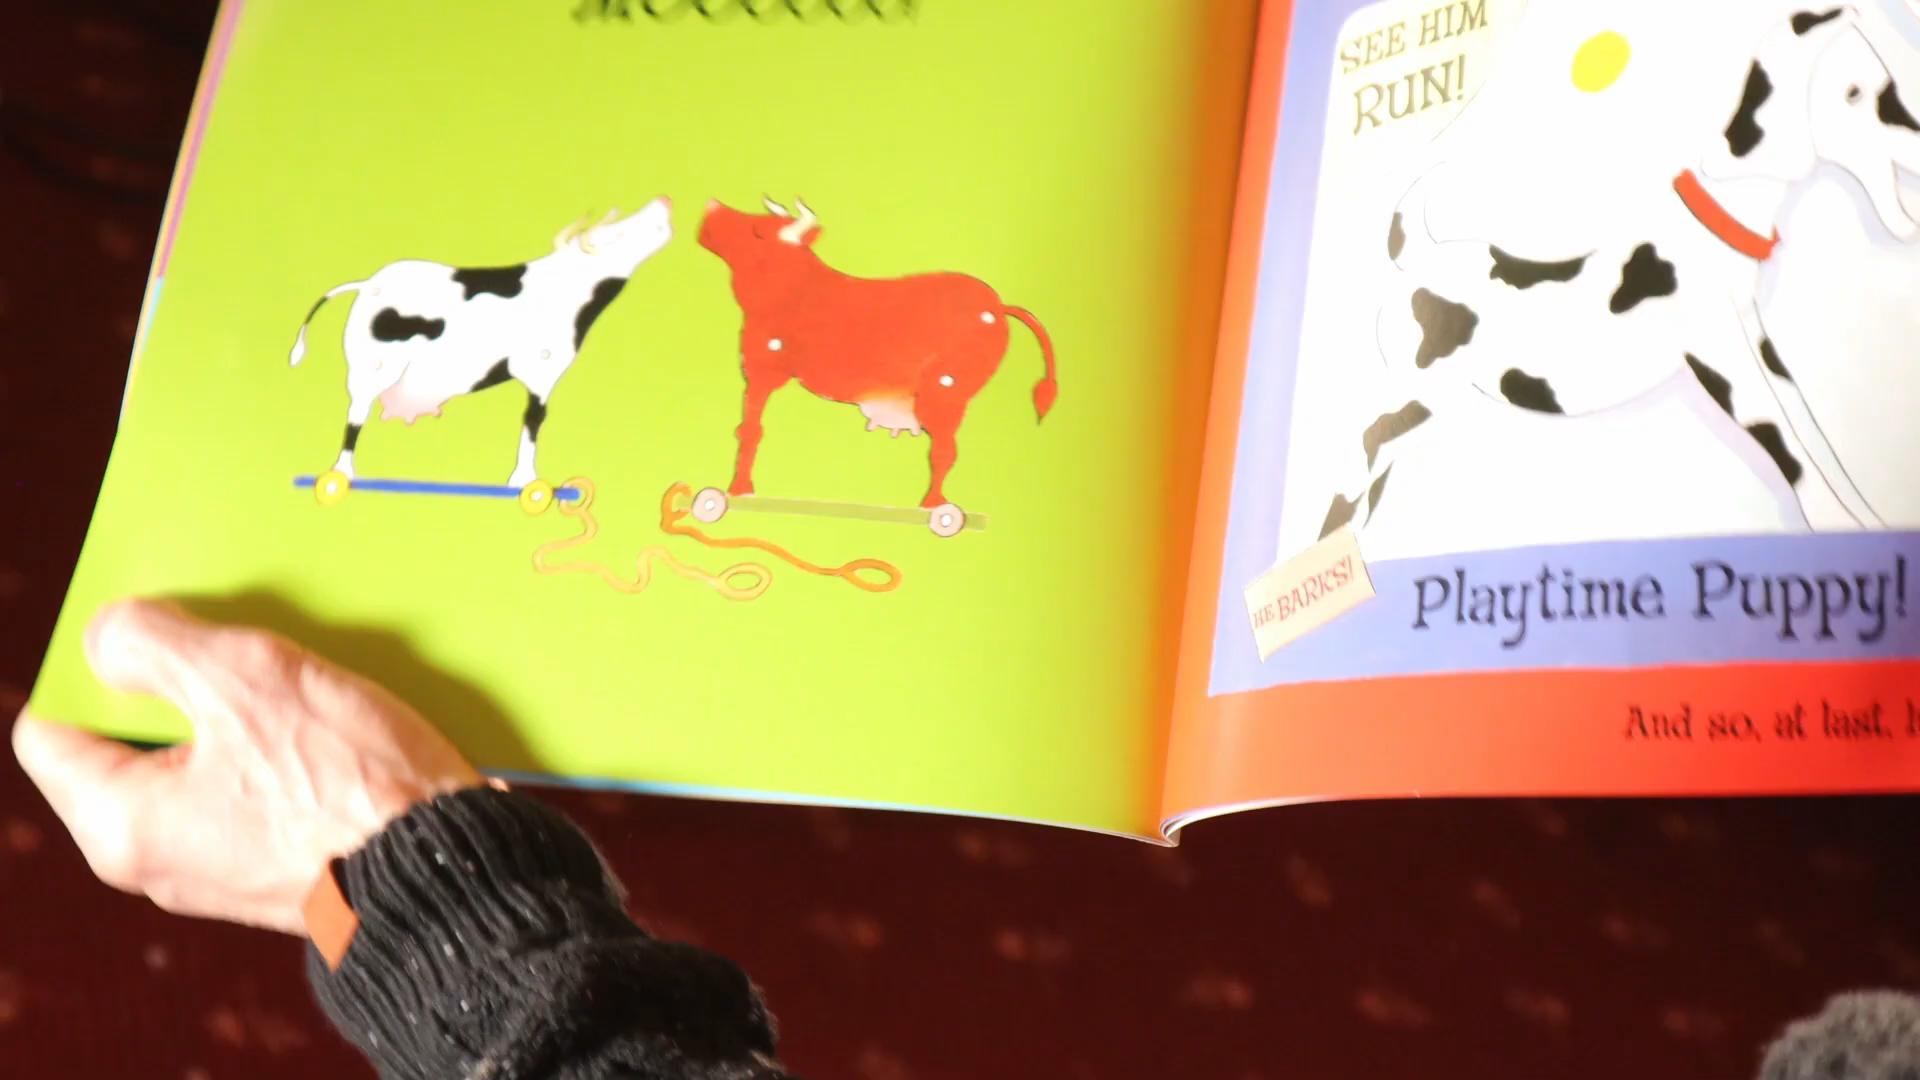 SEE HIM
RUN!
HE BARKS!
Playtime Puppy!
And so, at last,